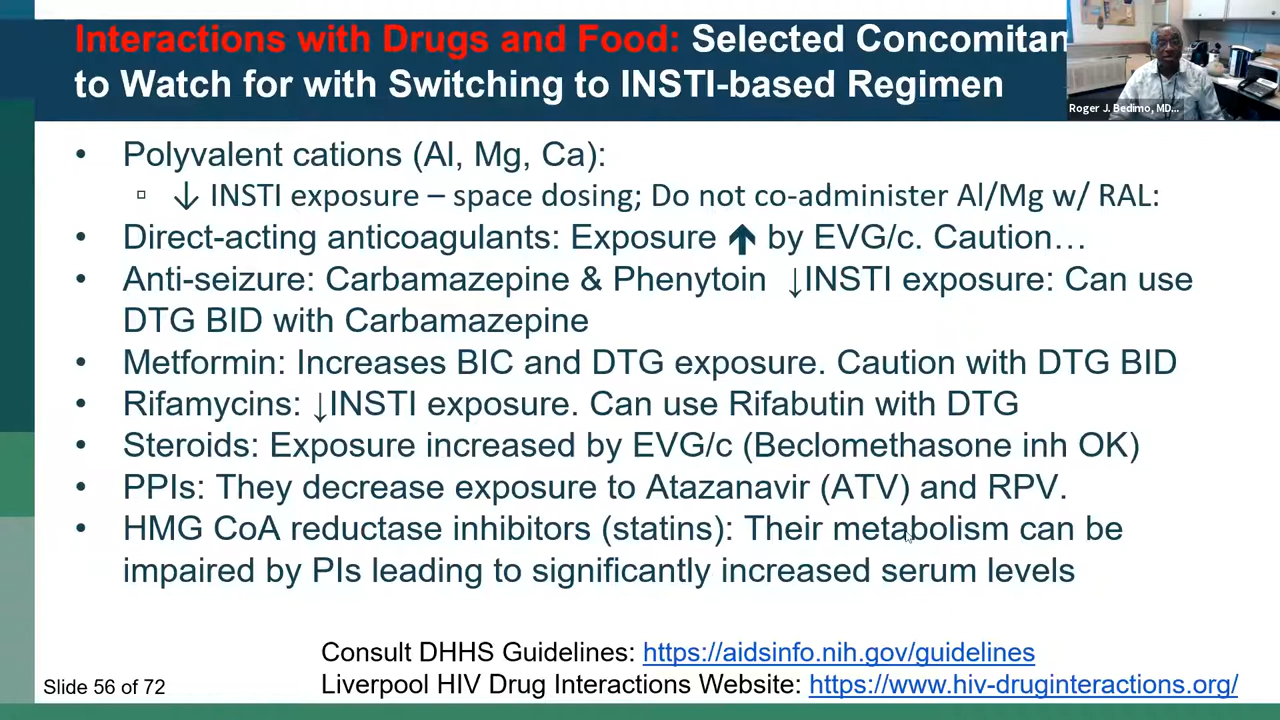 Interactions with Drugs and Food: Selected Concomitan
to Watch for with Switching to INSTI-based Regimen
Roger J. Bedimo, MD...
• Polyvalent cations (Al, Mg, Ca):
▫ ↓ INSTI exposure – space dosing; Do not co-administer Al/Mg w/ RAL:
• Direct-acting anticoagulants: Exposure ↑ by EVG/c. Caution…
• Anti-seizure: Carbamazepine & Phenytoin ↓INSTI exposure: Can use
DTG BID with Carbamazepine
• Metformin: Increases BIC and DTG exposure. Caution with DTG BID
• Rifamycins: ↓INSTI exposure. Can use Rifabutin with DTG
• Steroids: Exposure increased by EVG/c (Beclomethasone inh OK)
• PPIs: They decrease exposure to Atazanavir (ATV) and RPV.
• HMG CoA reductase inhibitors (statins): Their metabolism can be
impaired by PIs leading to significantly increased serum levels
Consult DHHS Guidelines: https://aidsinfo.nih.gov/guidelines
Slide 56 of 72
Liverpool HIV Drug Interactions Website: https://www.hiv-druginteractions.org/